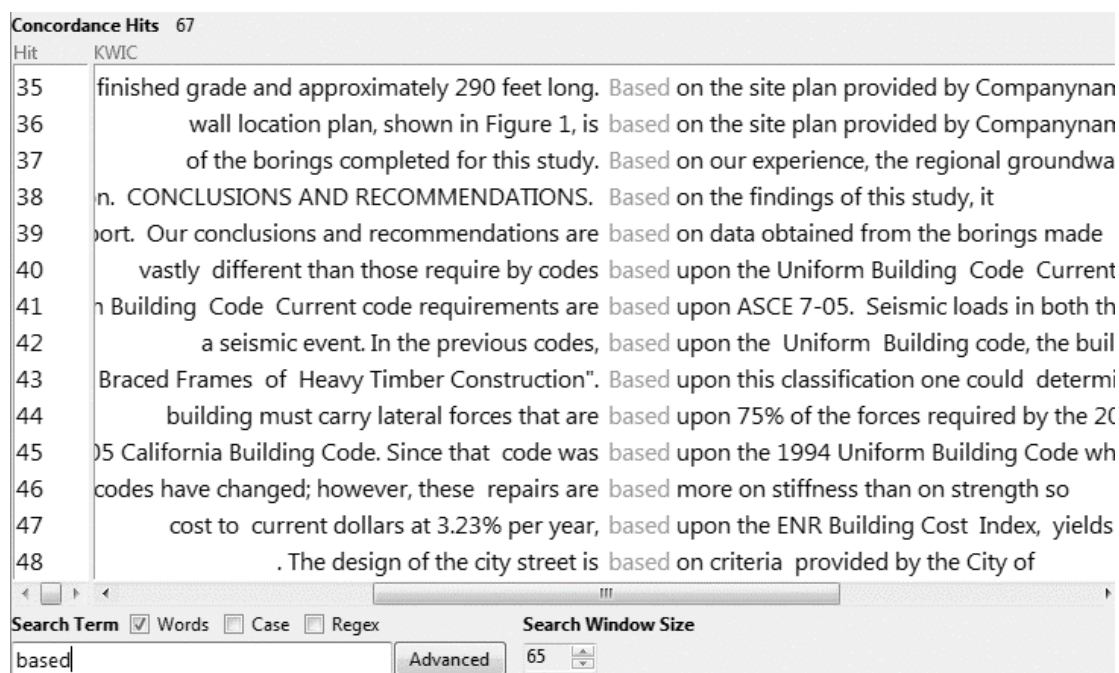 Concordance Hits 67
Hit KWIC
35 finished grade and approximately 290 feet long. Based on the site plan provided by Companynam
36 wall location plan, shown in Figure 1, is based on the site plan provided by Companynam
37 of the borings completed for this study. Based on our experience, the regional groundwa
38 n. CONCLUSIONS AND RECOMMENDATIONS. Based on the findings of this study, it
39 ort. Our conclusions and recommendations are based on data obtained from the borings made
40 vastly different than those require by codes based upon the Uniform Building Code Current
41 n Building Code Current code requirements are based upon ASCE 7-05. Seismic loads in both th
42 a seismic event. In the previous codes, based upon the Uniform Building code, the buil
43 Braced Frames of Heavy Timber Construction". Based upon this classification one could determi
44 building must carry lateral forces that are based upon 75% of the forces required by the 20
45 05 California Building Code. Since that code was based upon the 1994 Uniform Building Code wh
46 codes have changed; however, these repairs are based more on stiffness than on strength so
47 cost to current dollars at 3.23% per year, based upon the ENR Building Cost Index, yields
48 . The design of the city street is based on criteria provided by the City of
Search Term Words Case Regex Search Window Size
based Advanced 65